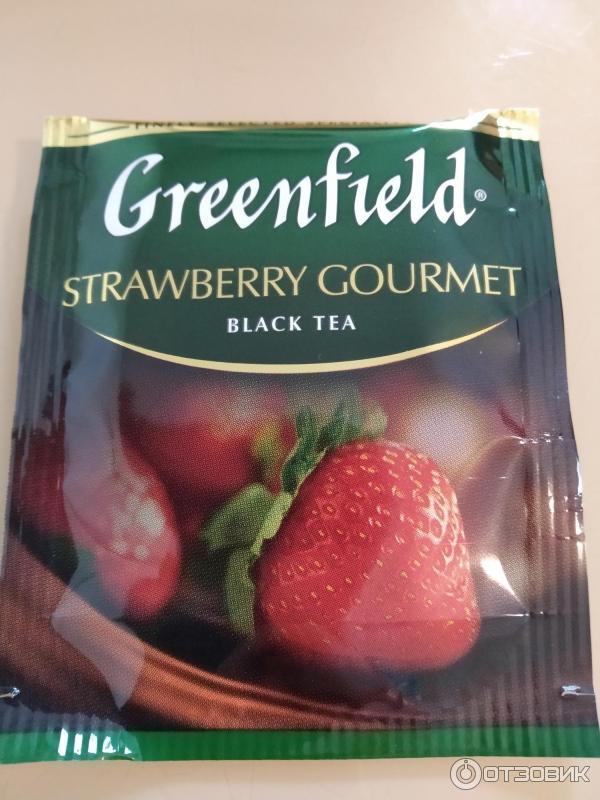 Greenfield®
STRAWBERRY GOURMET
BLACK TEA
ОТЗОВИК